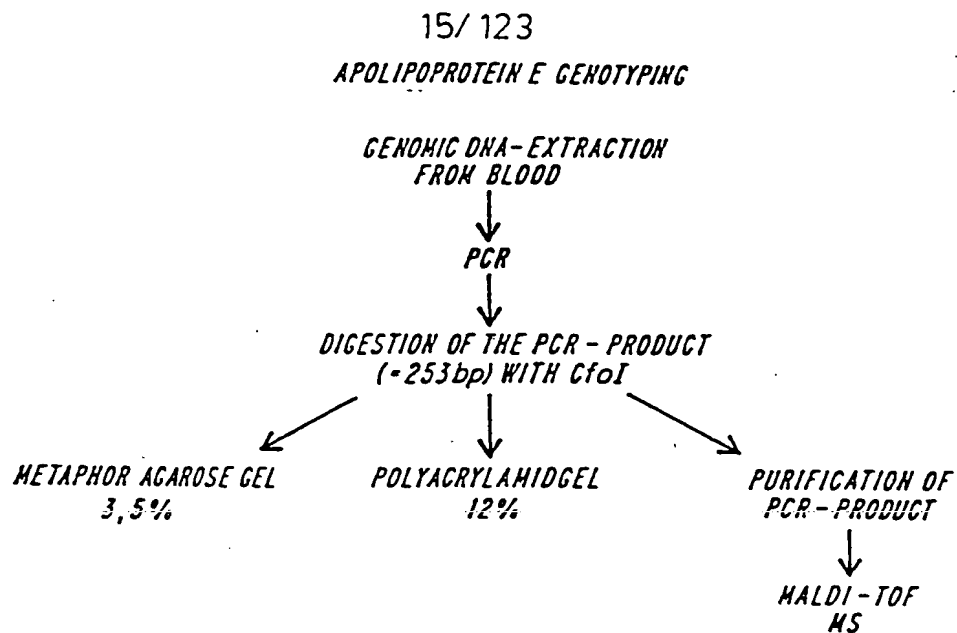 15/123
APOLIPOPROTEIN E GENOTYPING
GENOMIC DNA-EXTRACTION
FROM BLOOD
PCR
DIGESTION OF THE PCR-PRODUCT
(=253bp) WITH CfoI
METAPHOR AGAROSE GEL
3,5%
POLYACRYLAMIDGEL
12%
PURIFICATION OF
PCR-PRODUCT
MALDI-TOF
MS